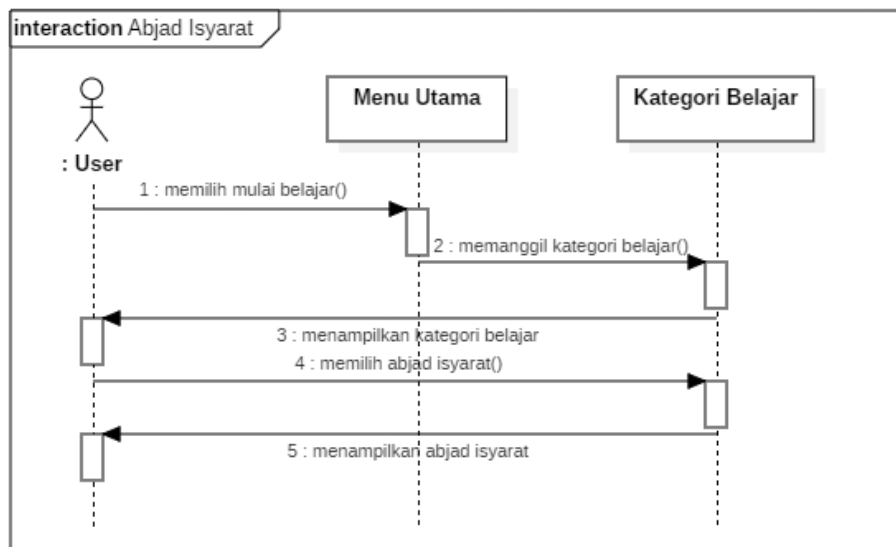 interaction Abjad Isyarat
Menu Utama
Kategori Belajar
: User
1 : memilih mulai belajar()
2 : memanggil kategori belajar()
3 : menampilkan kategori belajar
4 : memilih abjad isyarat()
5 : menampilkan abjad isyarat